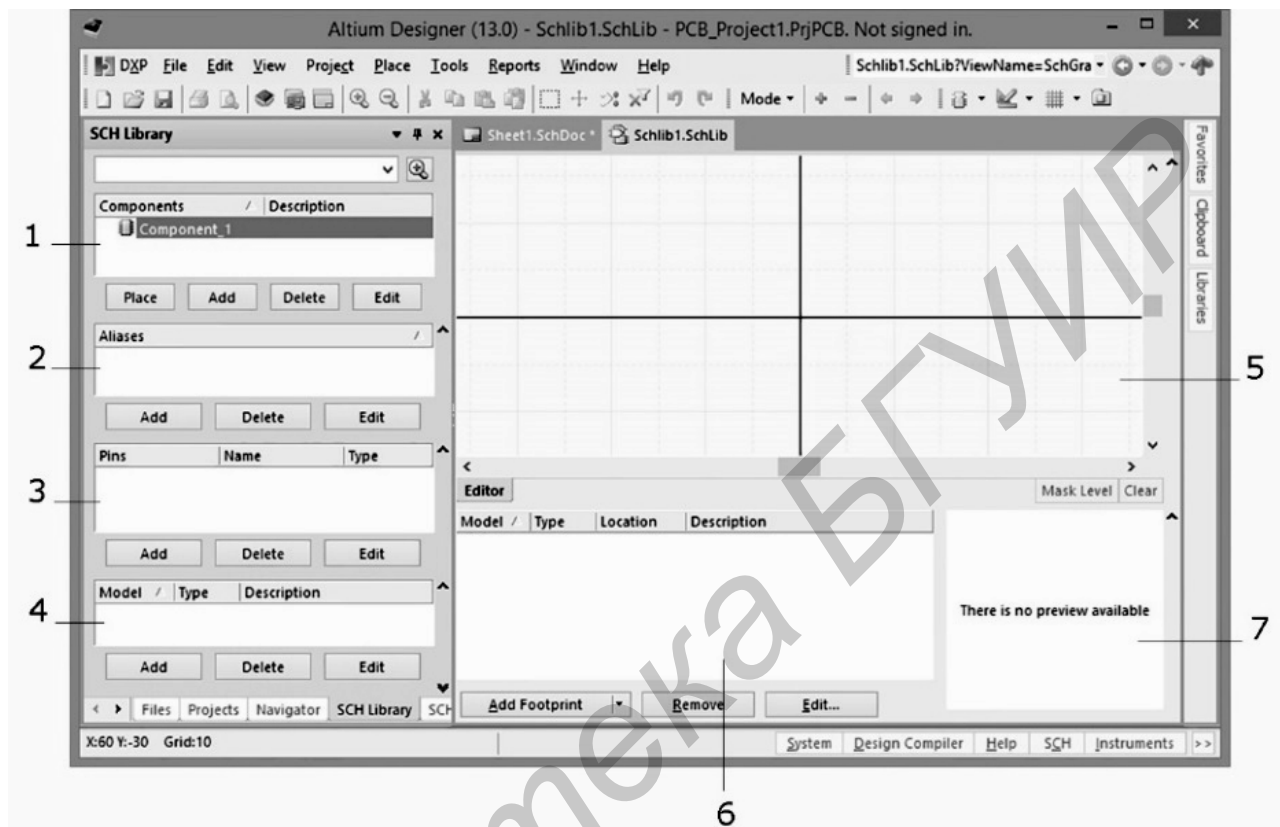 Altium Designer (13.0) - Schlib1.SchLib - PCB_Project1.PrjPCB. Not signed in.
DXP File Edit View Project Place Tools Reports Window Help
Schlib1.SchLib?ViewName=SchGra
Mode
SCH Library
Sheet1.SchDoc *
Schlib1.SchLib
Favorites
Clipboard
Libraries
Components / Description
Component_1
1
Place Add Delete Edit
Aliases /
2
Add Delete Edit
Pins Name Type
3
Add Delete Edit
Model / Type Description
4
Add Delete Edit
Files Projects Navigator SCH Library SCH
5
Editor
Mask Level Clear
Model / Type Location Description
There is no preview available
7
Add Footprint Remove Edit...
X:60 Y:-30 Grid:10
System Design Compiler Help SCH Instruments >>
6
тека БГУИР